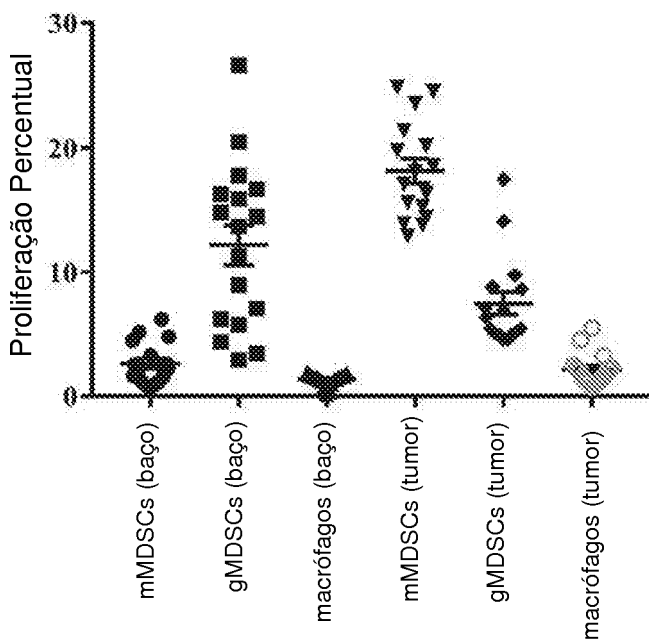 Proliferação Percentual
30
20
10
0
mMDSCs (baço)
gMDSCs (baço)
macrófagos (baço)
mMDSCs (tumor)
gMDSCs (tumor)
macrófagos (tumor)